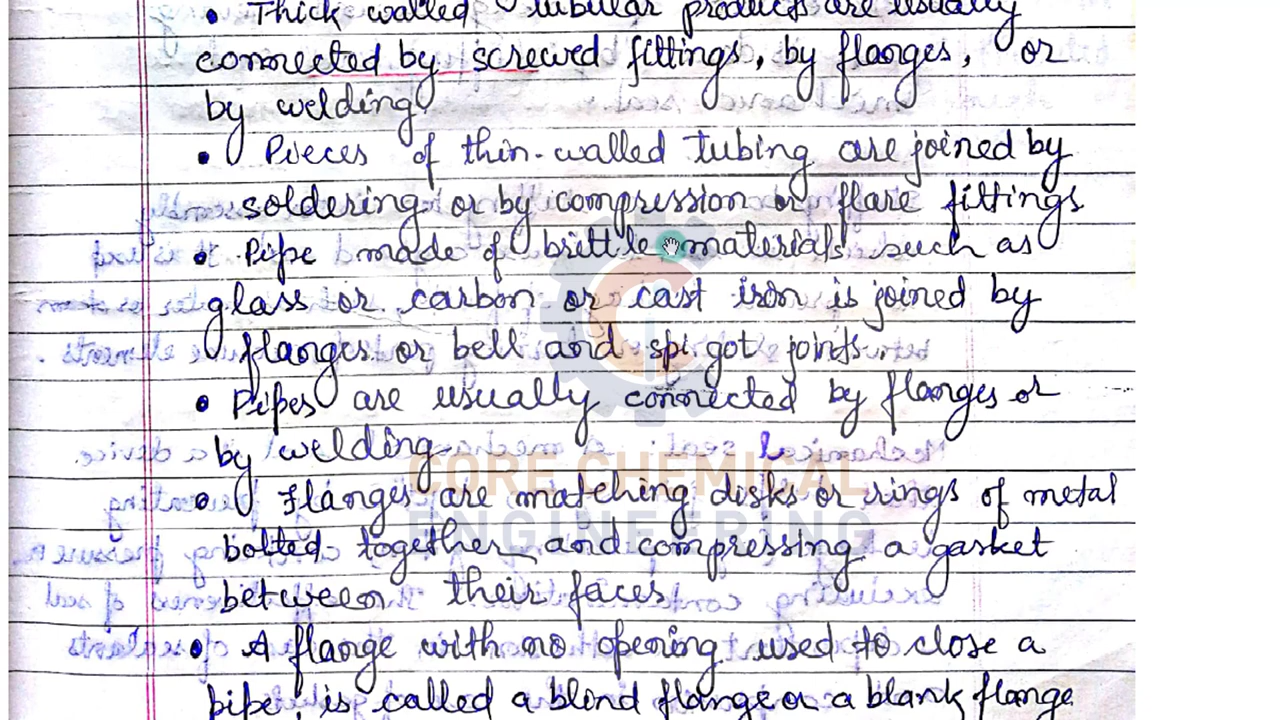 • Thick walled tubular products are usually
connected by screwed fittings, by flanges, or
by welding
• Pieces of thin-walled tubing are joined by
soldering or by compression or flare fittings
• Pipe made of brittle materials such as
glass or carbon or cast iron is joined by
flanges or bell and spigot joints.
• Pipes are usually connected by flanges or
by welding
• Flanges are matching disks or rings of metal
bolted together and compressing a gasket
between their faces
• A flange with no opening used to close a
pipe, is called a blind flange or a blank flange
CORE CHEMICAL
ENGINEERING